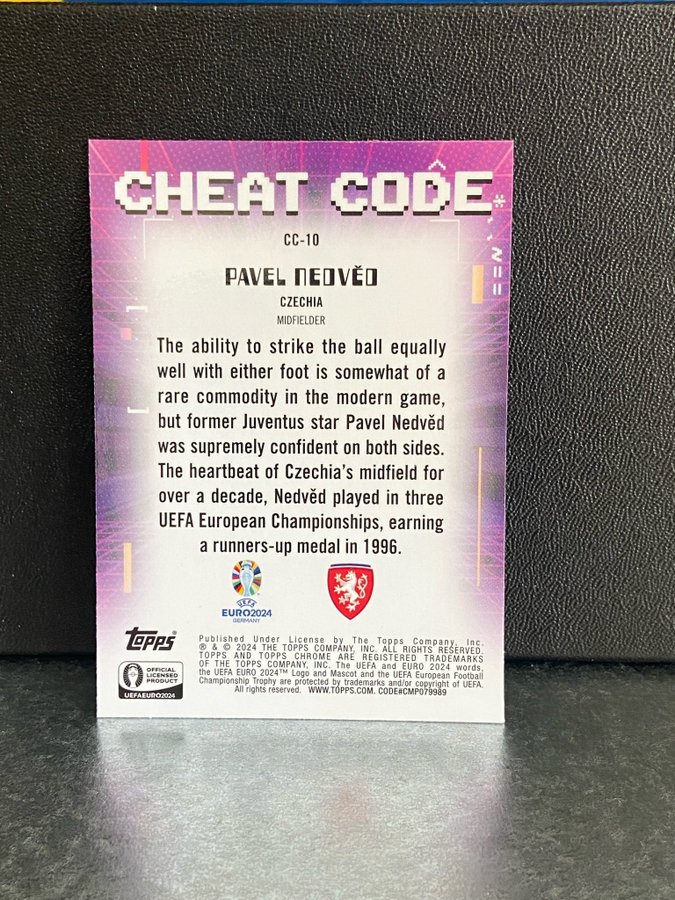 CHEAT CODE
CC-10
PAVEL NEDVĚD
CZECHIA
MIDFIELDER
The ability to strike the ball equally
well with either foot is somewhat of a
rare commodity in the modern game,
but former Juventus star Pavel Nedvěd
was supremely confident on both sides.
The heartbeat of Czechia's midfield for
over a decade, Nedvěd played in three
UEFA European Championships, earning
a runners-up medal in 1996.
UEFA
EURO2024
GERMANY
Topps®
OFFICIAL
LICENSED
PRODUCT
UEFAEURO2024
Published Under License by The Topps Company, Inc.
® & © 2024 THE TOPPS COMPANY, INC. ALL RIGHTS RESERVED.
TOPPS AND TOPPS CHROME ARE REGISTERED TRADEMARKS
OF THE TOPPS COMPANY, INC. The UEFA and EURO 2024 words,
the UEFA EURO 2024™ Logo and Mascot and the UEFA European Football
Championship Trophy are protected by trademarks and/or copyright of UEFA.
All rights reserved. WWW.TOPPS.COM. CODE#CMP079989